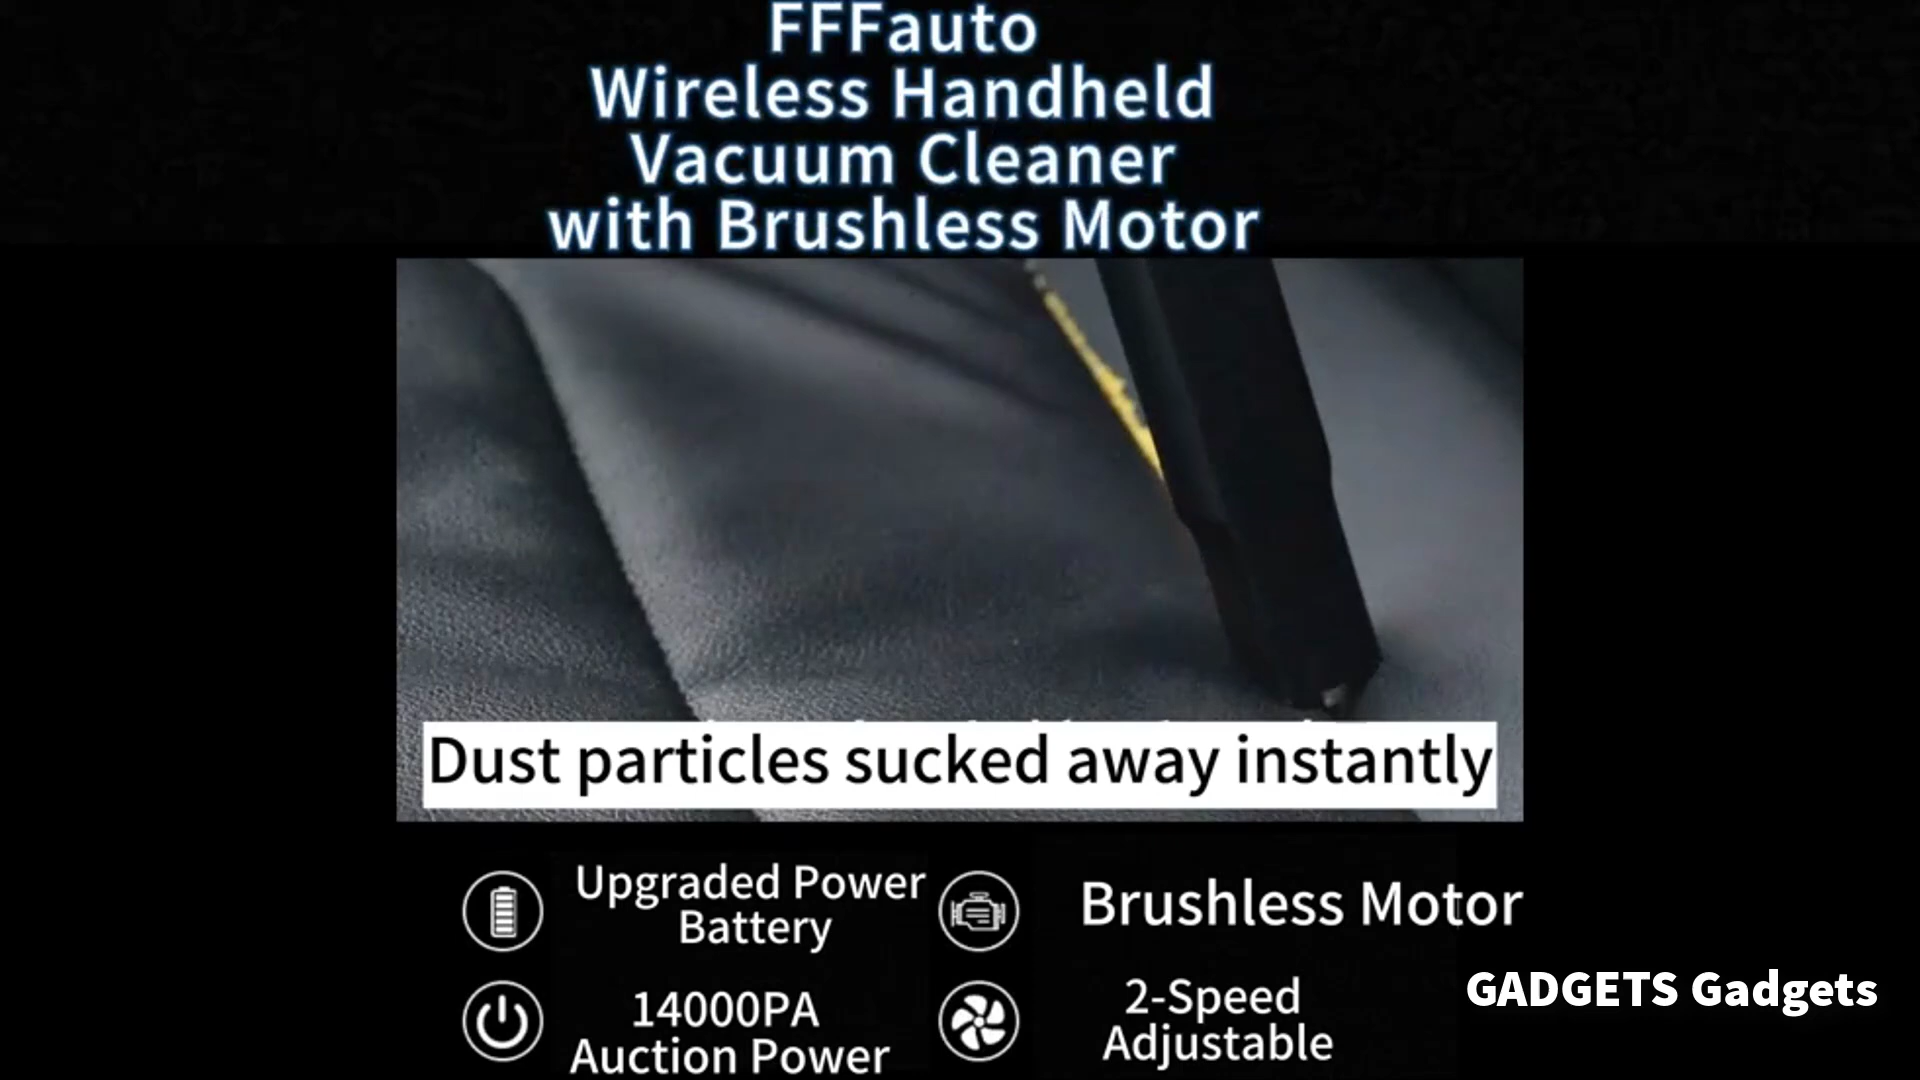 FFFauto
Wireless Handheld
Vacuum Cleaner
with Brushless Motor
Dust particles sucked away instantly
Upgraded Power
Battery
Brushless Motor
14000PA
Auction Power
2-Speed
Adjustable
GADGETS Gadgets